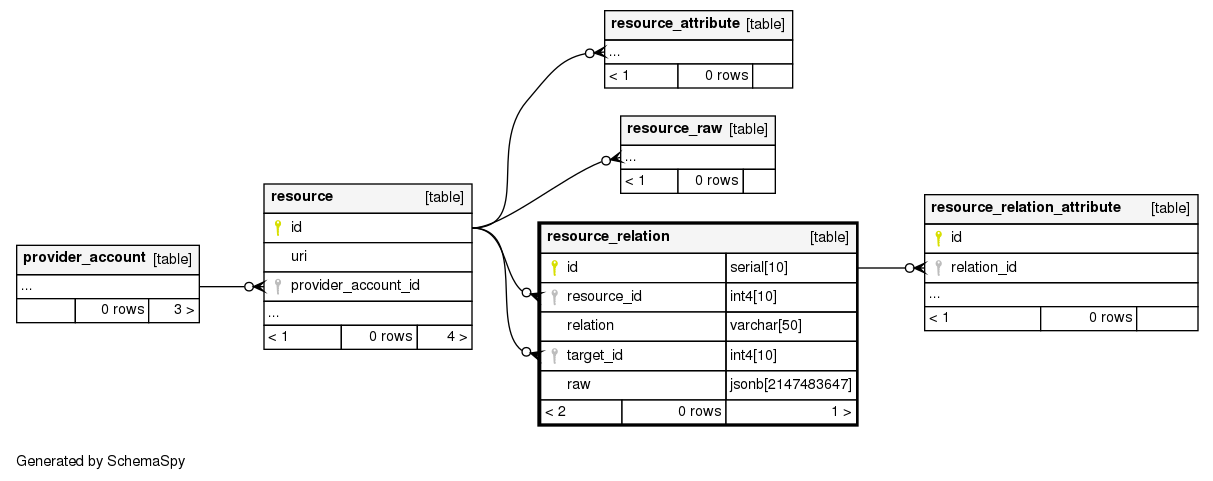 resource_attribute [table]
...
< 1 0 rows
resource_raw [table]
...
< 1 0 rows
resource [table]
id
uri
provider_account_id
...
< 1 0 rows 4 >
provider_account [table]
...
0 rows 3 >
resource_relation [table]
id serial[10]
resource_id int4[10]
relation varchar[50]
target_id int4[10]
raw jsonb[2147483647]
< 2 0 rows 1 >
resource_relation_attribute [table]
id
relation_id
...
< 1 0 rows
Generated by SchemaSpy